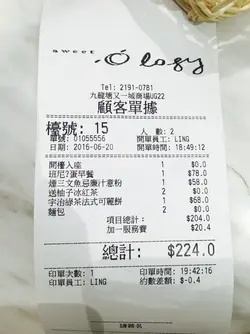 sweet
·O logy
Tel: 2191-0781
九龍塘又一城商場UG22
顧客單據
檯號: 15 人 數: 2
單號: 01055556 開單員工: LING
日期: 2016-06-20 開單時間: 18:49:12
開檯入座 1 $0.0
班尼?蛋早餐 1 $78.0
煙三文魚忌廉汁意粉 1 $58.0
送柚子冰紅茶 2 $0.0
宇治綠茶法式可麗餅 1 $68.0
麵包 2 $0.0
項目總計: $204.0
加一服務費 $20.4
總計: $224.0
印單次數: 1 印單時間: 19:42:16
印單員工: LING 約數差額: $-0.4